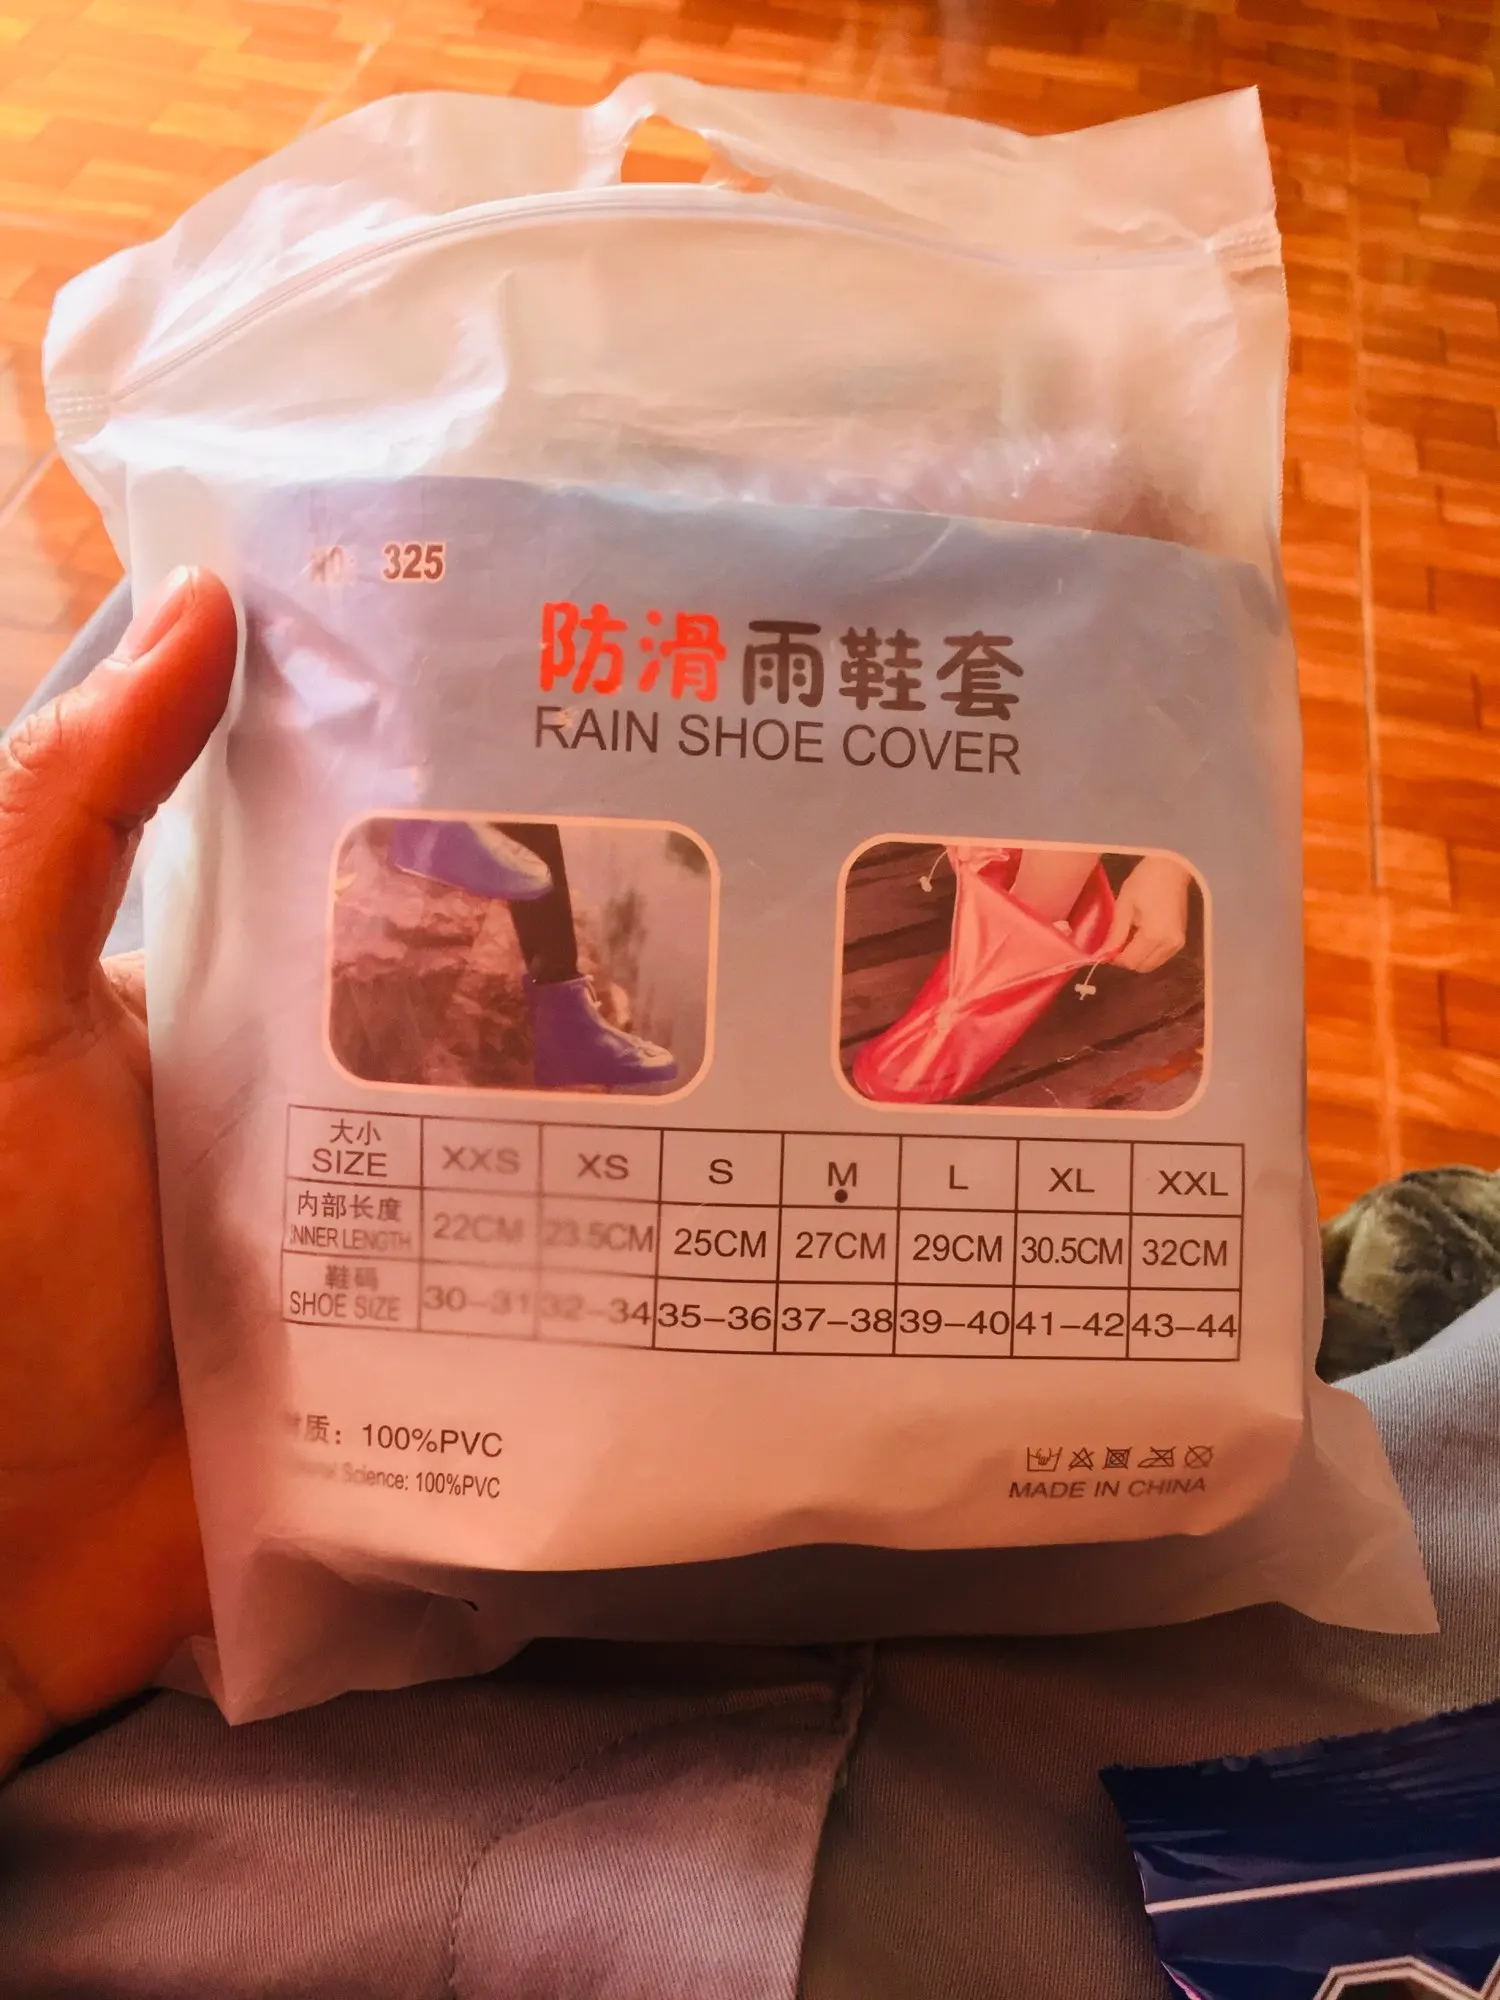 NO: 325
防滑雨鞋套
RAIN SHOE COVER
大小
SIZE XXS XS S M L XL XXL
内部长度
INNER LENGTH 22CM 23.5CM 25CM 27CM 29CM 30.5CM 32CM
鞋码
SHOE SIZE 30-31 32-34 35-36 37-38 39-40 41-42 43-44
质: 100%PVC
Science: 100%PVC
MADE IN CHINA